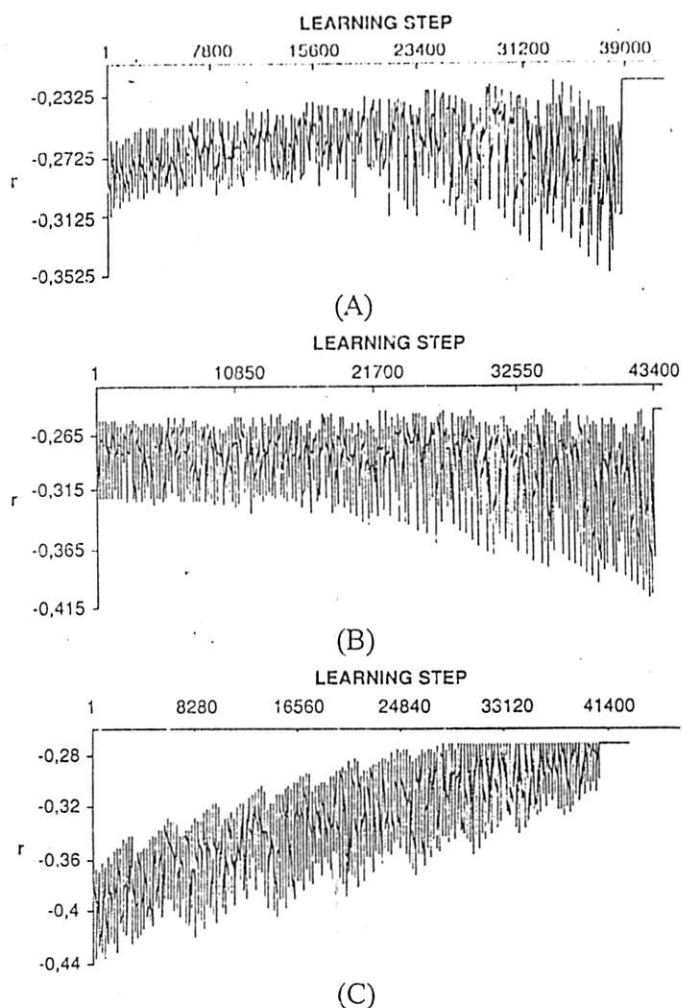 LEARNING STEP
1 7800 15600 23400 31200 39000
-0,2325
-0,2725
r
-0,3125
-0,3525
(A)
LEARNING STEP
1 10850 21700 32550 43400
-0,265
-0,315
r
-0,365
-0,415
(B)
LEARNING STEP
1 8280 16560 24840 33120 41400
-0,28
-0,32
r
-0,36
-0,4
-0,44
(C)